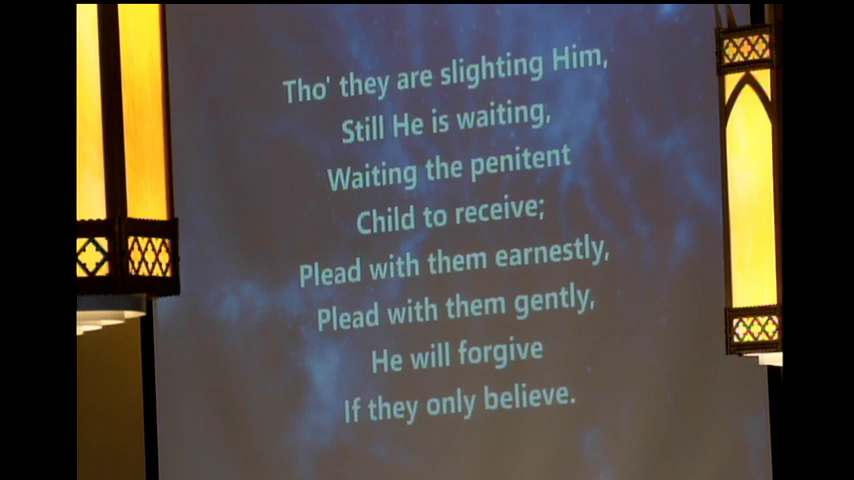 Tho' they are slighting Him,
Still He is waiting,
Waiting the penitent
Child to receive;
Plead with them earnestly,
Plead with them gently,
He will forgive
If they only believe.